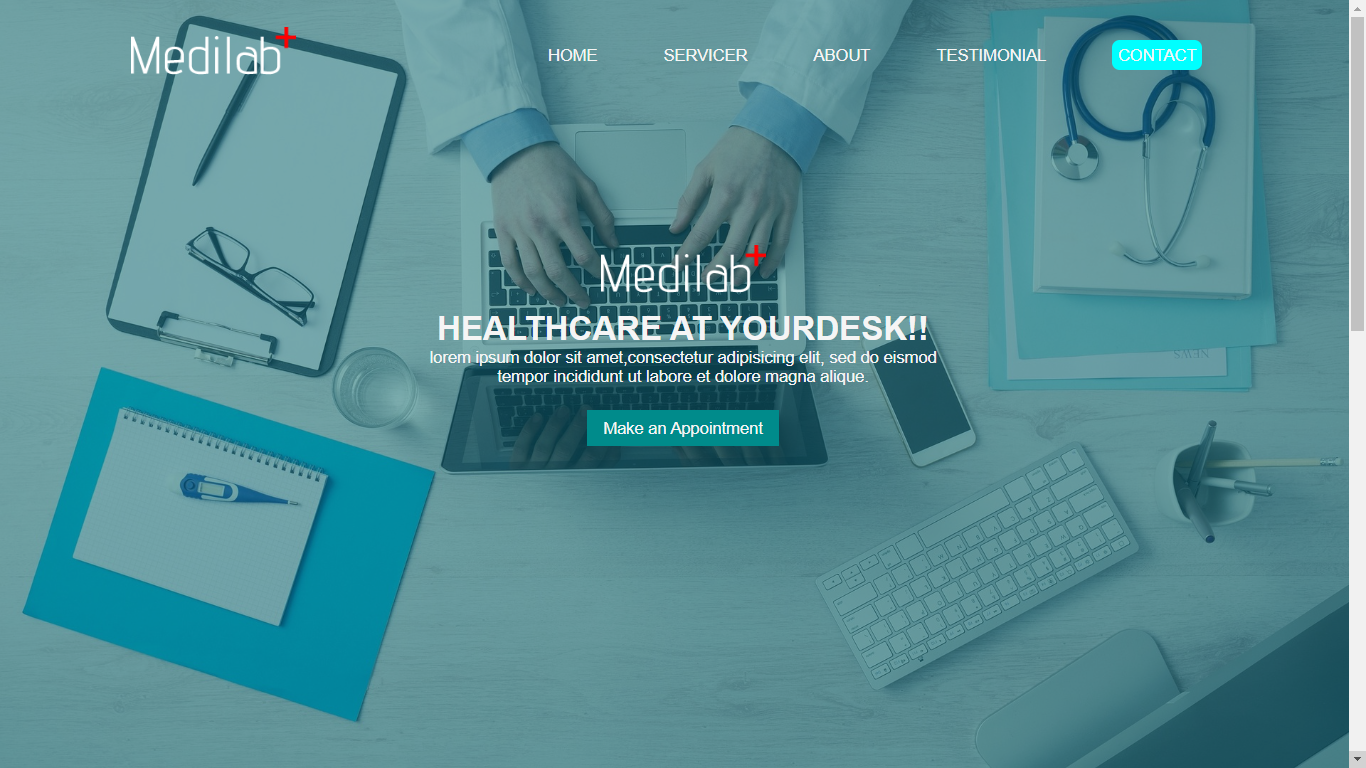 Medilab+
HOME SERVICER ABOUT TESTIMONIAL CONTACT
NEWS
Medilab+
HEALTHCARE AT YOURDESK!!
lorem ipsum dolor sit amet,consectetur adipisicing elit, sed do eismod
tempor incididunt ut labore et dolore magna alique.
Make an Appointment